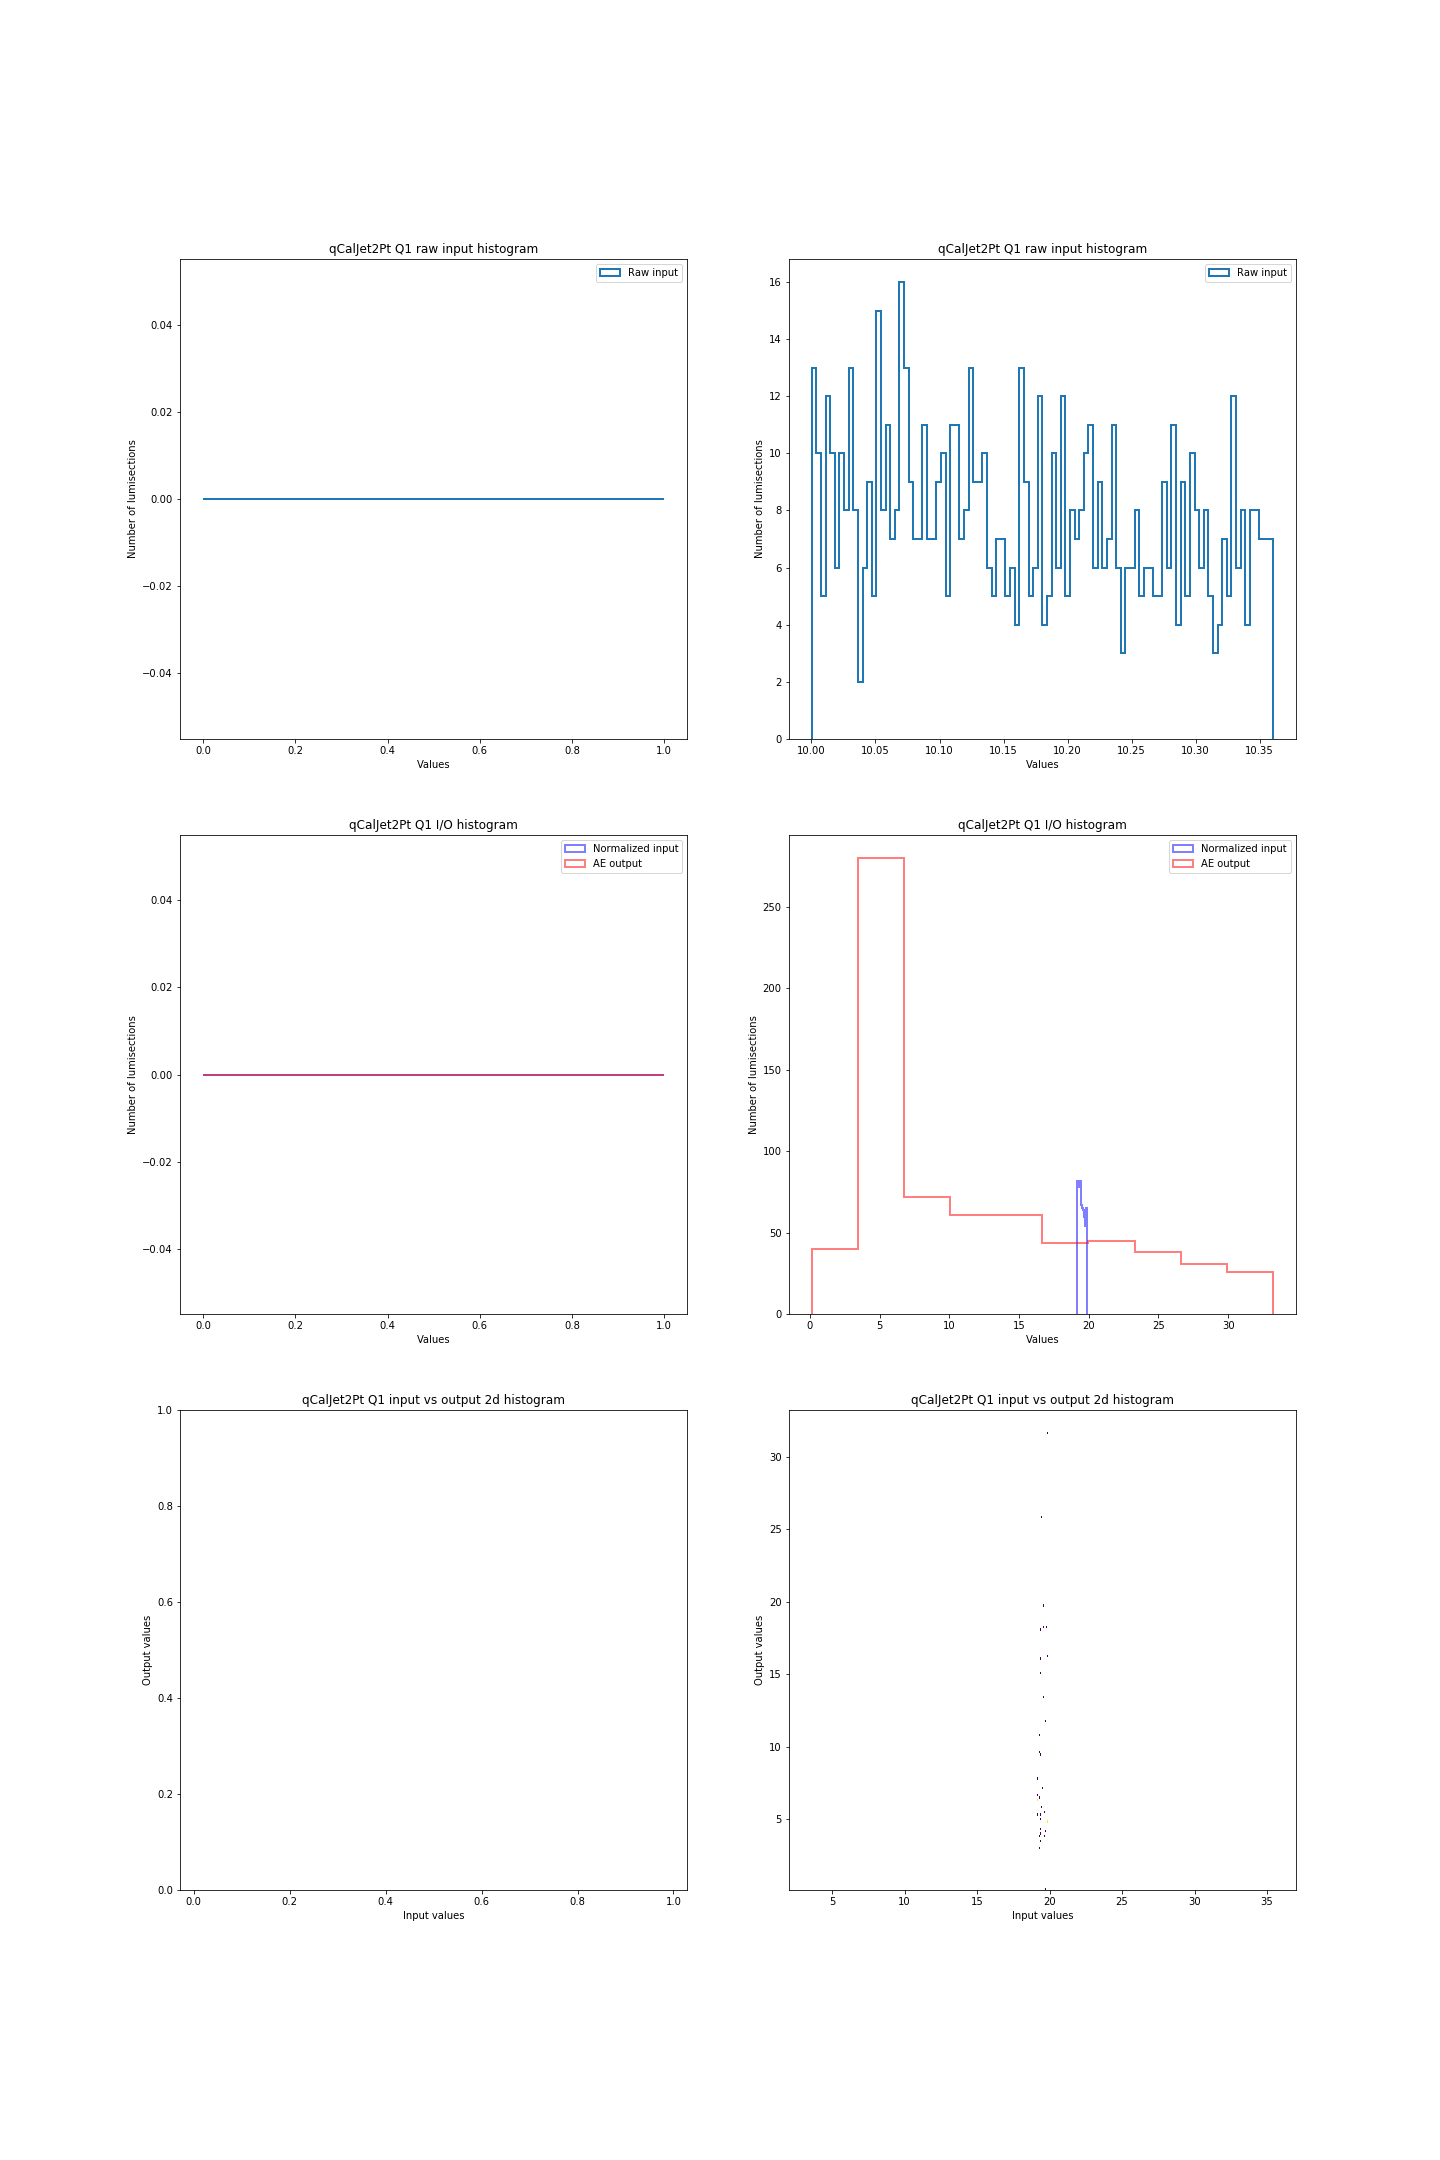 qCalJet2Pt Q1 raw input histogram
Raw input
0.04
0.02
0.00
−0.02
−0.04
Number of lumisections
0.0 0.2 0.4 0.6 0.8 1.0
Values
qCalJet2Pt Q1 raw input histogram
Raw input
16
14
12
10
8
6
4
2
0
Number of lumisections
10.00 10.05 10.10 10.15 10.20 10.25 10.30 10.35
Values
qCalJet2Pt Q1 I/O histogram
Normalized input
AE output
0.04
0.02
0.00
−0.02
−0.04
Number of lumisections
0.0 0.2 0.4 0.6 0.8 1.0
Values
qCalJet2Pt Q1 I/O histogram
Normalized input
AE output
250
200
150
100
50
0
Number of lumisections
0 5 10 15 20 25 30
Values
qCalJet2Pt Q1 input vs output 2d histogram
1.0
0.8
0.6
0.4
0.2
0.0
Output values
0.0 0.2 0.4 0.6 0.8 1.0
Input values
qCalJet2Pt Q1 input vs output 2d histogram
30
25
20
15
10
5
Output values
5 10 15 20 25 30 35
Input values